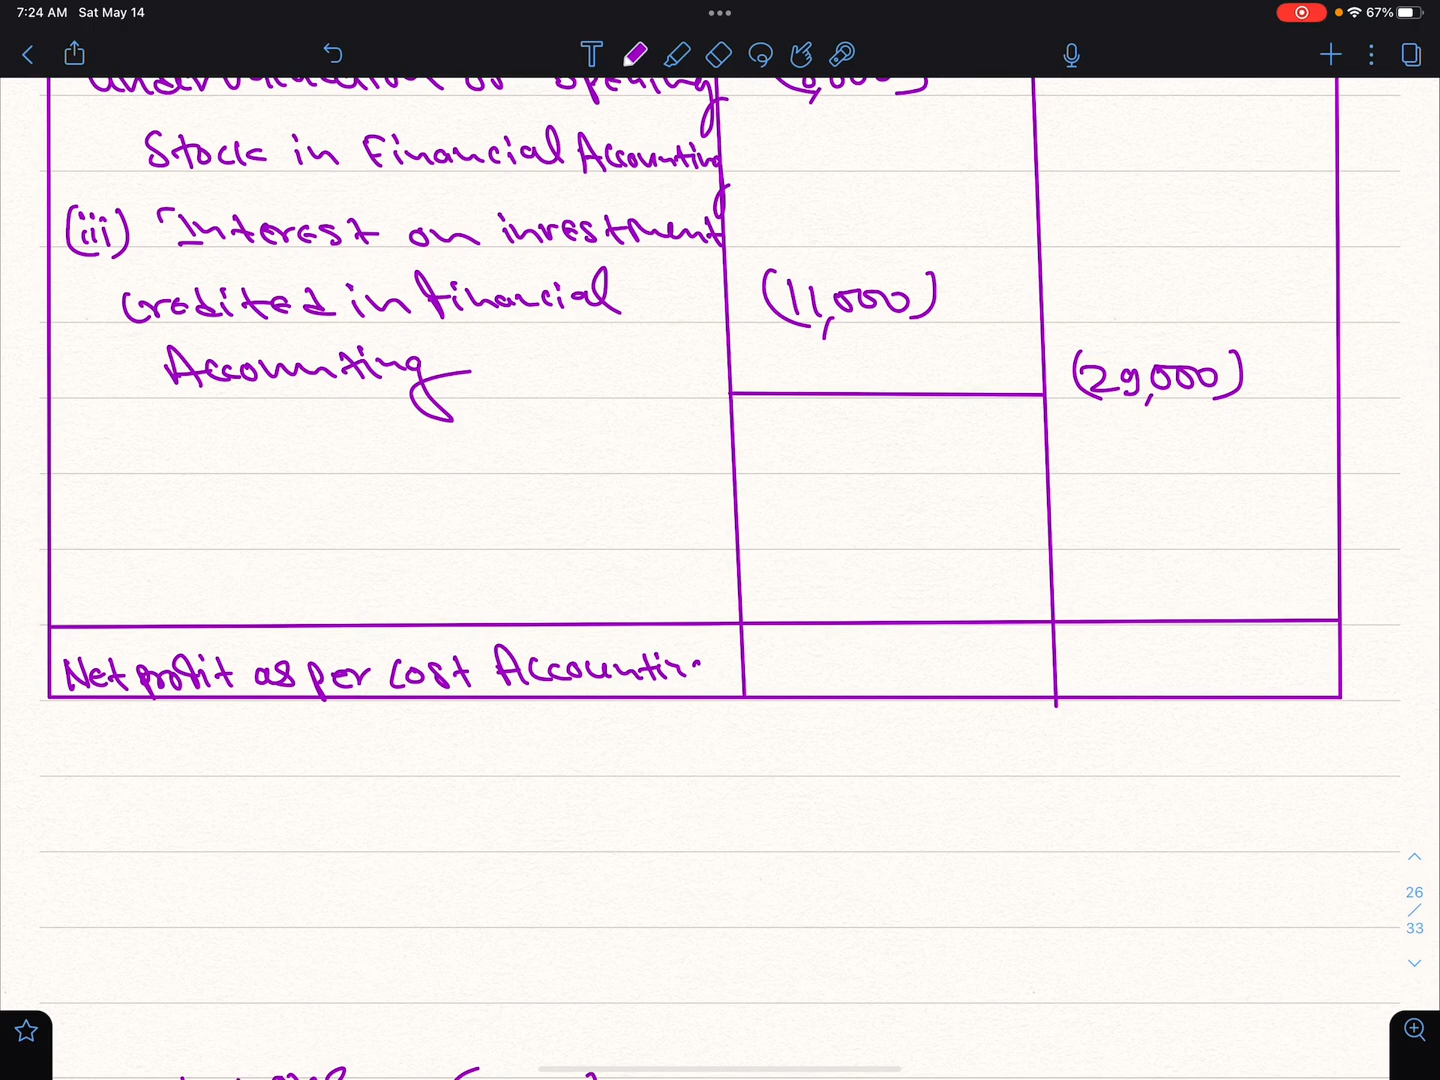 7:24 AM Sat May 14
67%
Stock in Financial Accounting
(iii) Interest on investment
credited in financial (11,000)
Accounting (29,000)
Net profit as per cost Accountin
26
/
33